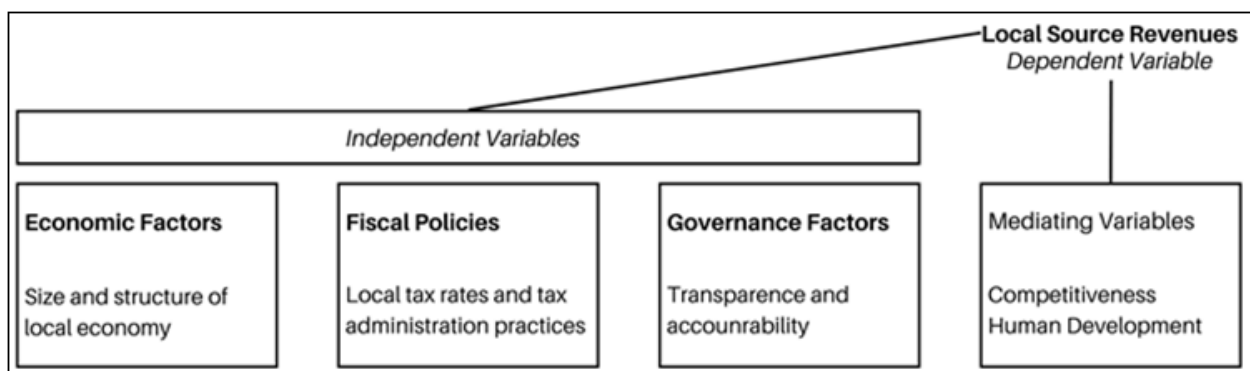 Local Source Revenues
Dependent Variable
Independent Variables
Economic Factors
Size and structure of
local economy
Fiscal Policies
Local tax rates and tax
administration practices
Governance Factors
Transparence and
accounrability
Mediating Variables
Competitiveness
Human Development